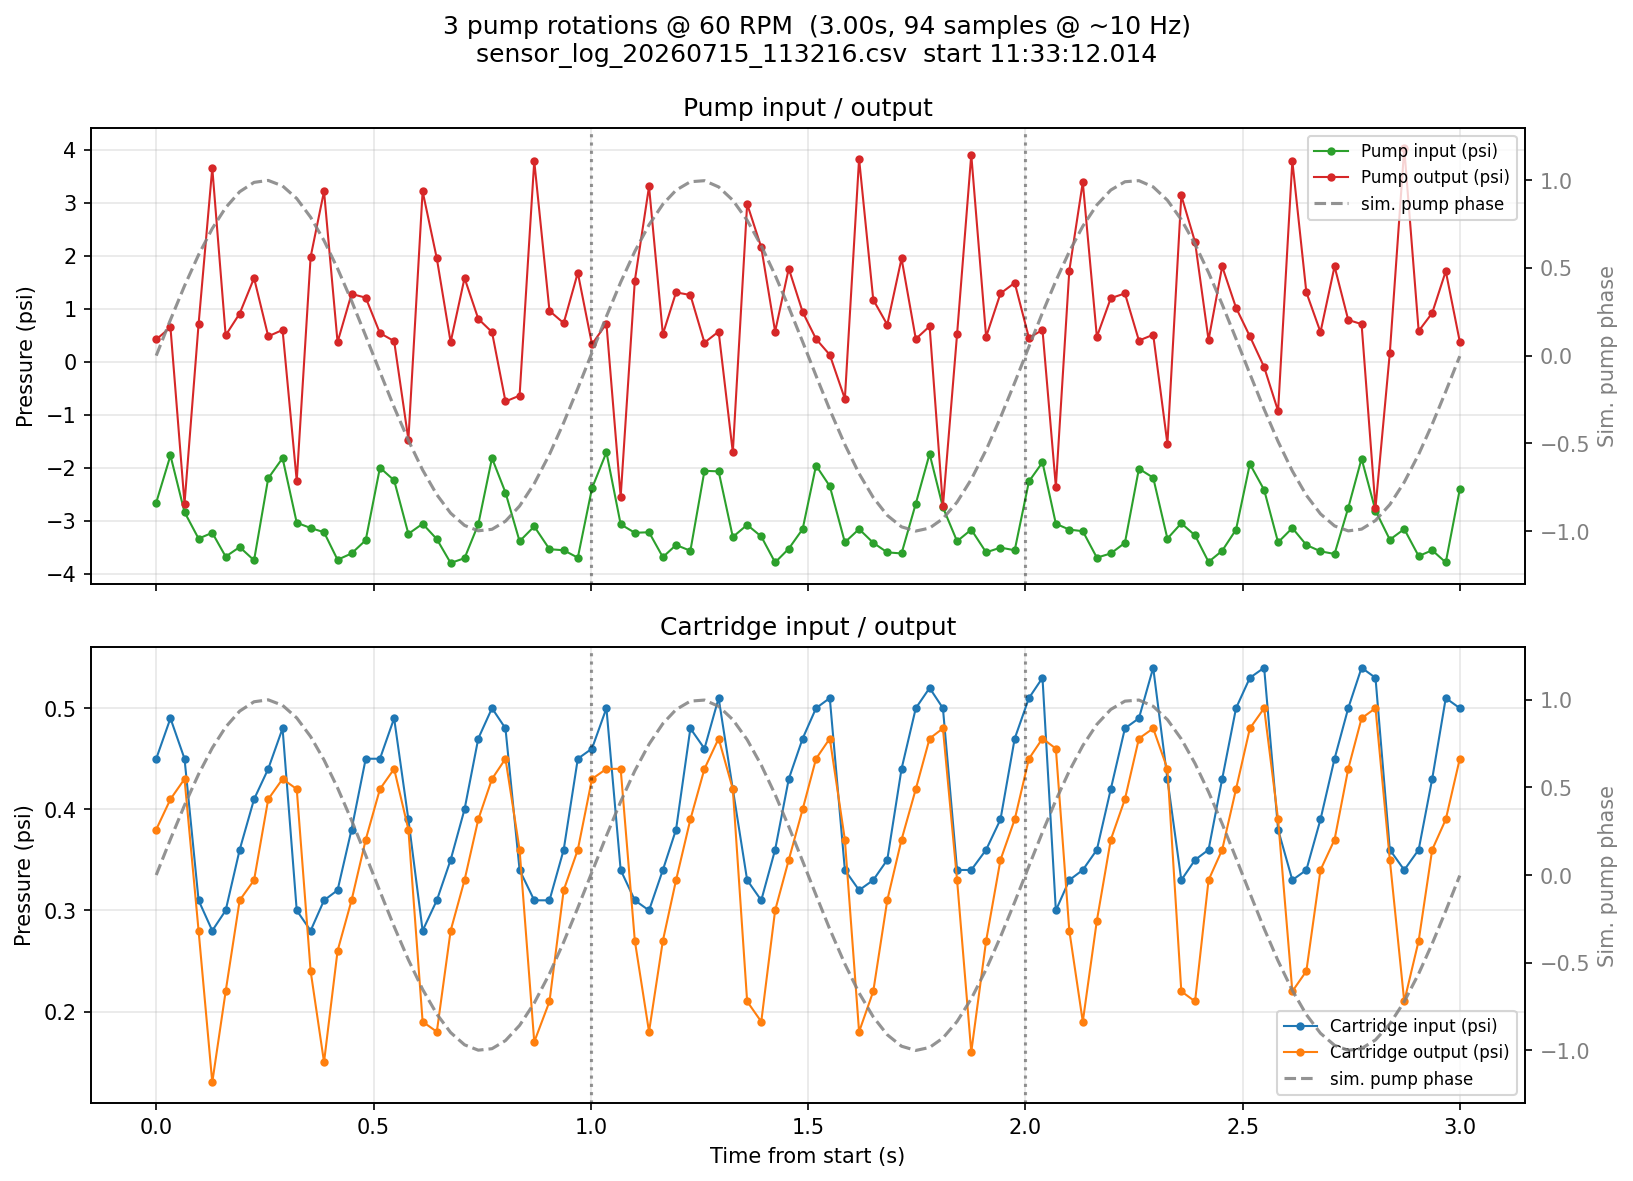 3 pump rotations @ 60 RPM  (3.00s, 94 samples @ ~10 Hz)
sensor_log_20260715_113216.csv  start 11:33:12.014
Pump input / output
4
3
2
1
0
−1
−2
−3
−4
Pressure (psi)
Pump input (psi)
Pump output (psi)
sim. pump phase
1.0
0.5
0.0
−0.5
−1.0
Sim. pump phase
Cartridge input / output
0.5
0.4
0.3
0.2
Pressure (psi)
Cartridge input (psi)
Cartridge output (psi)
sim. pump phase
1.0
0.5
0.0
−0.5
−1.0
Sim. pump phase
0.0
0.5
1.0
1.5
2.0
2.5
3.0
Time from start (s)